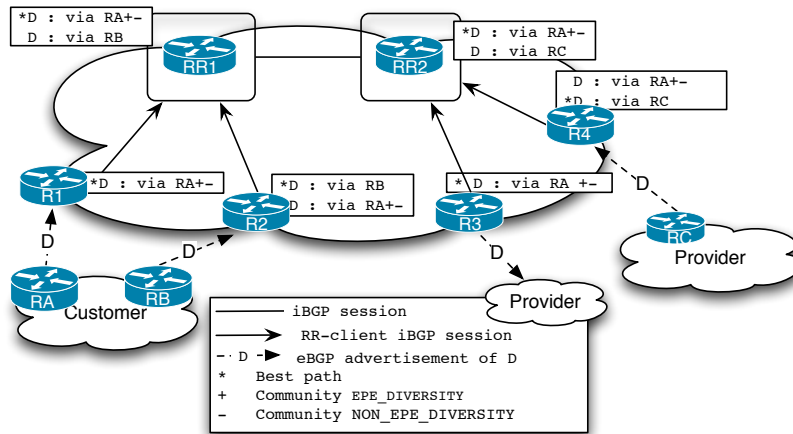 *D : via RA+-
D : via RB
RR1
*D : via RA+-
D : via RC
RR2
D : via RA+-
*D : via RC
R4
R1
*D : via RA+-
*D : via RB
D : via RA+-
R2
*D : via RA +-
R3
D
D
D
D
RA
RB
Customer
RC
Provider
Provider
iBGP session
RR-client iBGP session
D
eBGP advertisement of D
* Best path
+ Community EPE_DIVERSITY
- Community NON_EPE_DIVERSITY